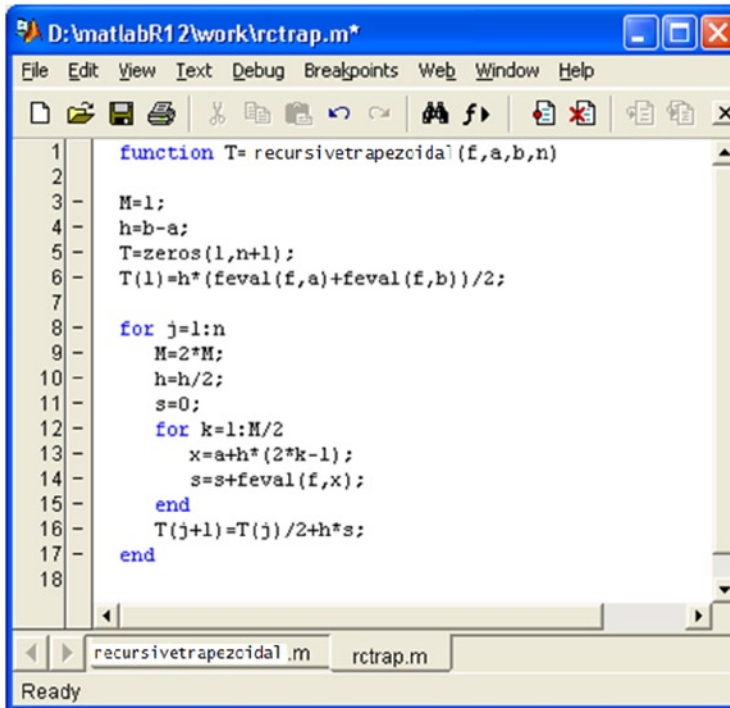 D:\matlabR12\work\rctrap.m*
File Edit View Text Debug Breakpoints Web Window Help
1 function T= recursivetrapezoidal(f,a,b,n)
2
3 - M=1;
4 - h=b-a;
5 - T=zeros(1,n+1);
6 - T(1)=h*(feval(f,a)+feval(f,b))/2;
7
8 - for j=1:n
9 - M=2*M;
10 - h=h/2;
11 - s=0;
12 - for k=1:M/2
13 - x=a+h*(2*k-1);
14 - s=s+feval(f,x);
15 - end
16 - T(j+1)=T(j)/2+h*s;
17 - end
18
recursivetrapezoidal.m rctrap.m
Ready